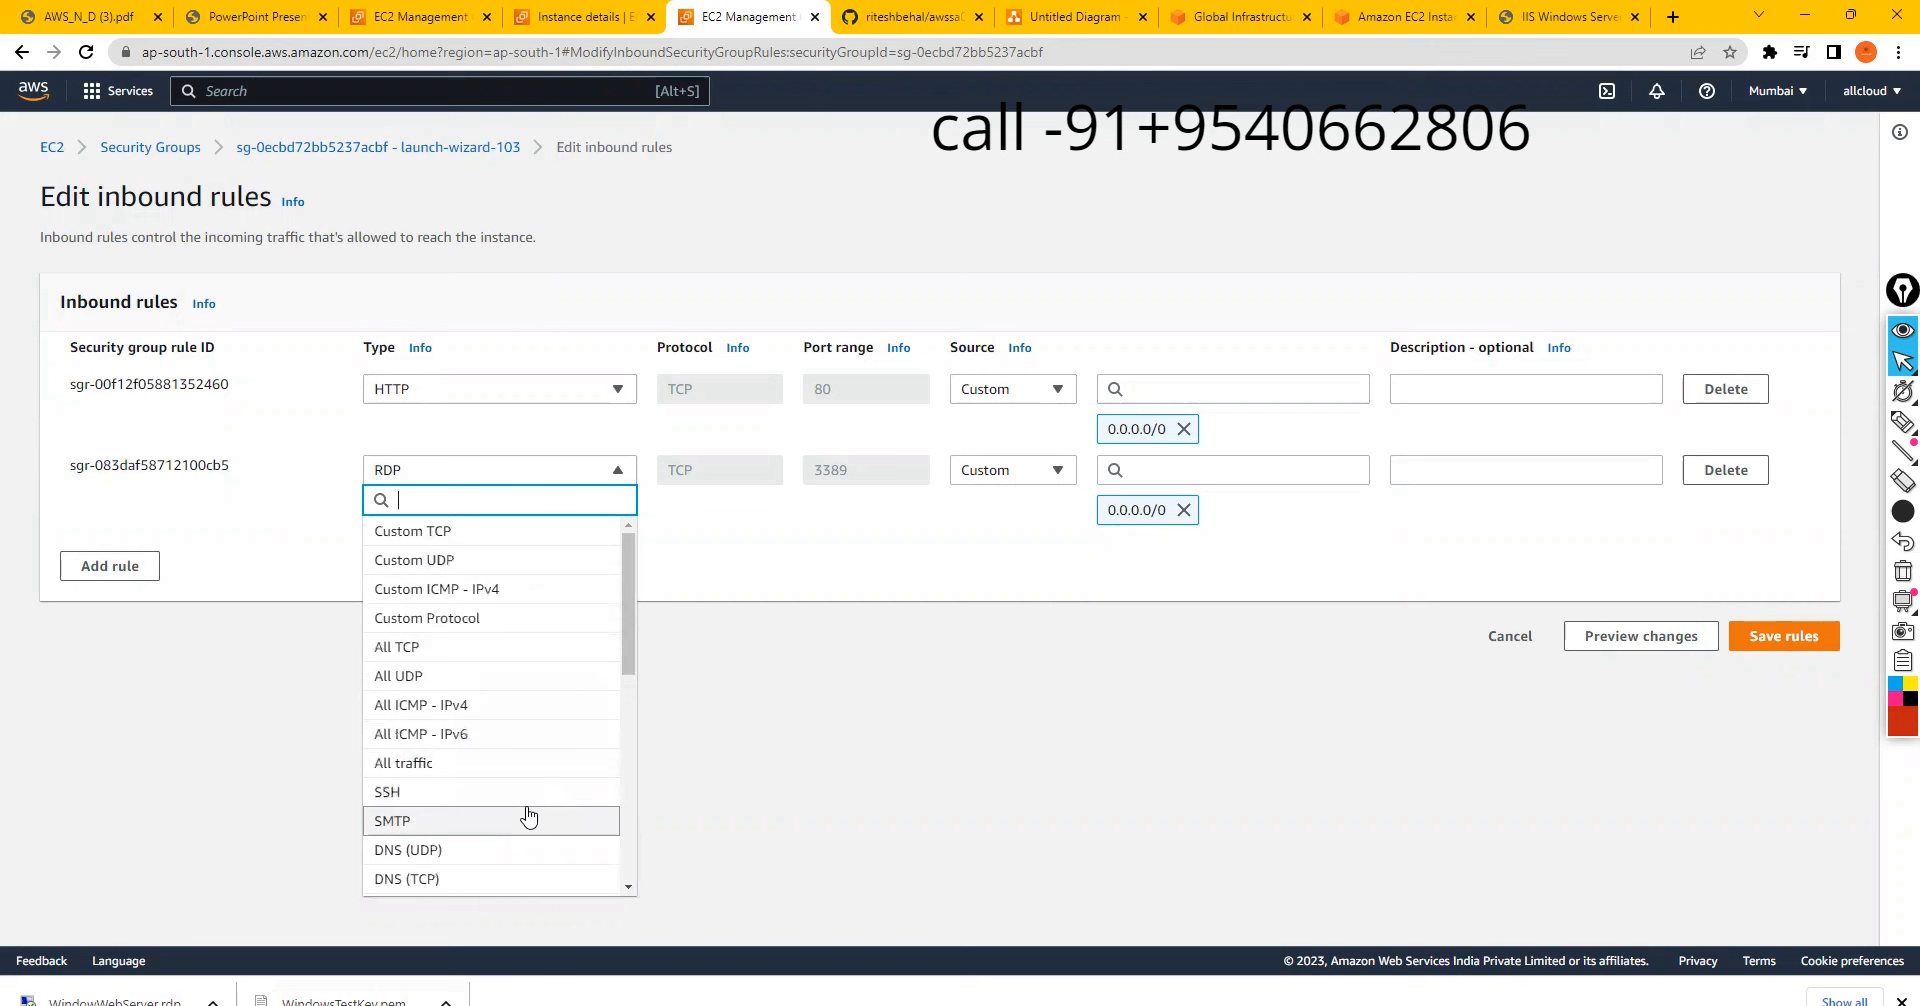 AWS_N_D (3).pdf
PowerPoint Presen
EC2 Management
Instance details | E
EC2 Management
riteshbehal/awssa
Untitled Diagram -
Global Infrastructu
Amazon EC2 Insta
IIS Windows Serve
ap-south-1.console.aws.amazon.com/ec2/home?region=ap-south-1#ModifyInboundSecurityGroupRules:securityGroupId=sg-0ecbd72bb5237acbf
aws
Services
Search
[Alt+S]
Mumbai
allcloud
call -91+9540662806
EC2
Security Groups
sg-0ecbd72bb5237acbf - launch-wizard-103
Edit inbound rules
Edit inbound rules Info
Inbound rules control the incoming traffic that's allowed to reach the instance.
Inbound rules Info
Security group rule ID
Type Info
Protocol Info
Port range Info
Source Info
Description - optional Info
sgr-00f12f05881352460
HTTP
TCP
80
Custom
Delete
0.0.0.0/0
sgr-083daf58712100cb5
RDP
TCP
3389
Custom
Delete
0.0.0.0/0
Custom TCP
Custom UDP
Custom ICMP - IPv4
Custom Protocol
All TCP
All UDP
All ICMP - IPv4
All ICMP - IPv6
All traffic
SSH
SMTP
DNS (UDP)
DNS (TCP)
Add rule
Cancel
Preview changes
Save rules
Feedback
Language
© 2023, Amazon Web Services India Private Limited or its affiliates.
Privacy
Terms
Cookie preferences
WindowWebServer.rdp
WindowsTestKey.pem
Show all